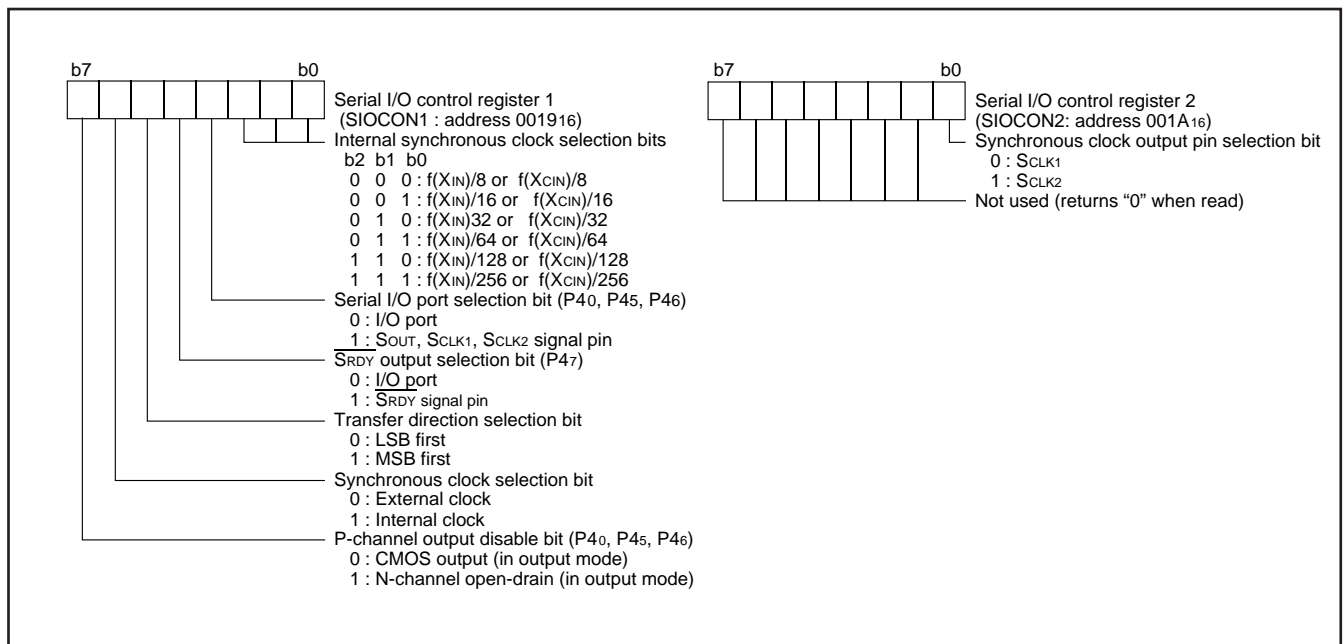 b7 b0
Serial I/O control register 1
(SIOCON1 : address 001916)
Internal synchronous clock selection bits
b2 b1 b0
0 0 0 : f(XIN)/8 or f(XCIN)/8
0 0 1 : f(XIN)/16 or f(XCIN)/16
0 1 0 : f(XIN)32 or f(XCIN)/32
0 1 1 : f(XIN)/64 or f(XCIN)/64
1 1 0 : f(XIN)/128 or f(XCIN)/128
1 1 1 : f(XIN)/256 or f(XCIN)/256
Serial I/O port selection bit (P40, P45, P46)
0 : I/O port
1 : SOUT, SCLK1, SCLK2 signal pin
SRDY output selection bit (P47)
0 : I/O port
1 : SRDY signal pin
Transfer direction selection bit
0 : LSB first
1 : MSB first
Synchronous clock selection bit
0 : External clock
1 : Internal clock
P-channel output disable bit (P40, P45, P46)
0 : CMOS output (in output mode)
1 : N-channel open-drain (in output mode)
b7 b0
Serial I/O control register 2
(SIOCON2: address 001A16)
Synchronous clock output pin selection bit
0 : SCLK1
1 : SCLK2
Not used (returns “0” when read)